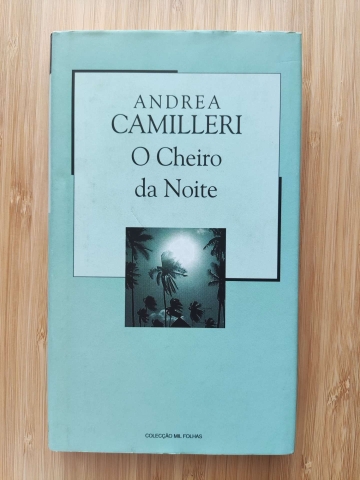 ANDREA
CAMILLERI
O Cheiro
da Noite
COLECÇÃO MIL FOLHAS